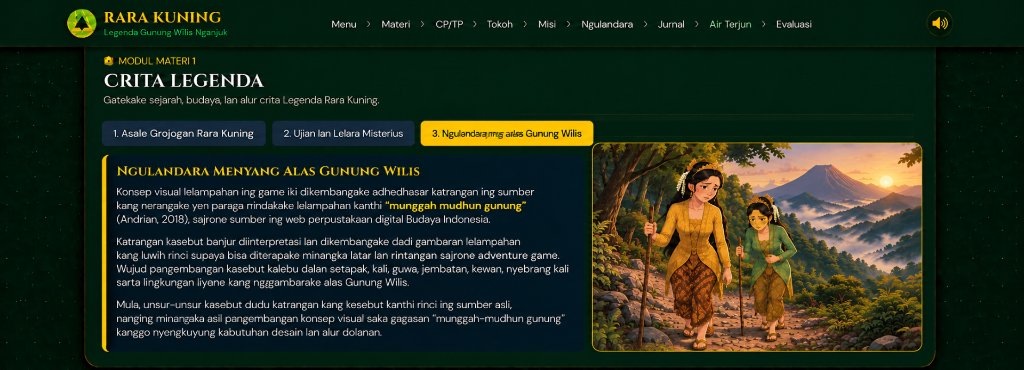 RARA KUNING
Legenda Gunung Wilis Nganjuk
Menu > Materi > CP/TP > Tokoh > Misi > Ngulandara > Jurnal > Air Terjun > Evaluasi
MODUL MATERI 1
CRITA LEGENDA
Gatekake sejarah, budaya, lan alur crita Legenda Rara Kuning.
1. Asale Grojogan Rara Kuning
2. Ujian lan Lelara Misterius
3. alas Gunung Wilis
NGULANDARA MENYANG ALAS GUNUNG WILIS
Konsep visual lelampahan ing game iki dikembangake adhedhasar katrangan ing sumber
kang nerangake yen paraga nindakake lelampahan kanthi "munggah mudhun gunung"
(Andrian, 2018), sajrone sumber ing web perpustakaan digital Budaya Indonesia.
Katrangan kasebut banjur diinterpretasi lan dikembangake dadi gambaran lelampahan
kang luwih rinci supaya bisa diterapake minangka latar lan rintangan sajrone adventure game.
Wujud pangembangan kasebut kalebu dalan setapak, kali, guwa, jembatan, kewan, nyebrang kali
sarta lingkungan liyane kang nggambarake alas Gunung Wilis.
Mula, unsur-unsur kasebut dudu katrangan kang kesebut kanthi rinci ing sumber asli,
nanging minangka asil pangembangan konsep visual saka gagasan "munggah-mudhun gunung"
kanggo nyengkuyung kabutuhan desain lan alur dolanan.